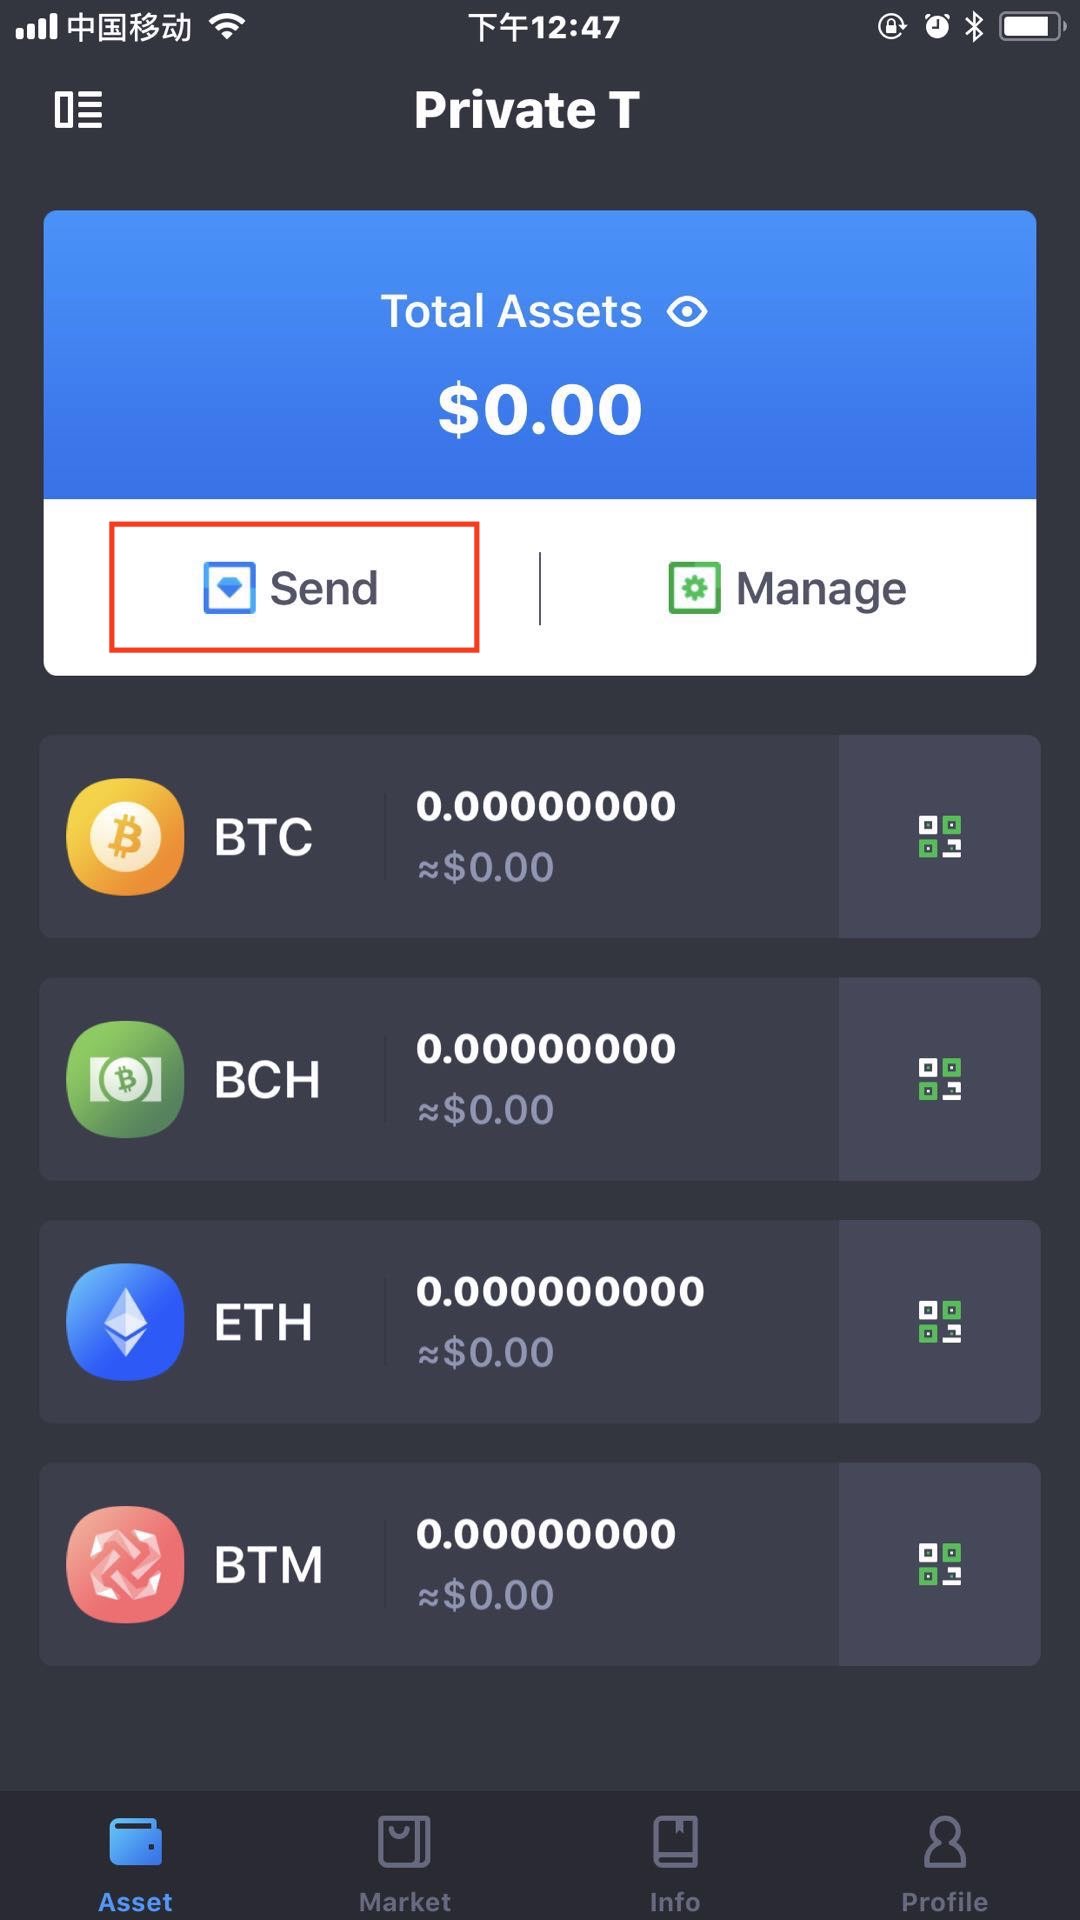 中国移动 下午12:47
Private T
Total Assets
$0.00
Send
Manage
BTC
0.00000000
≈$0.00
BCH
0.00000000
≈$0.00
ETH
0.000000000
≈$0.00
BTM
0.00000000
≈$0.00
Asset
Market
Info
Profile